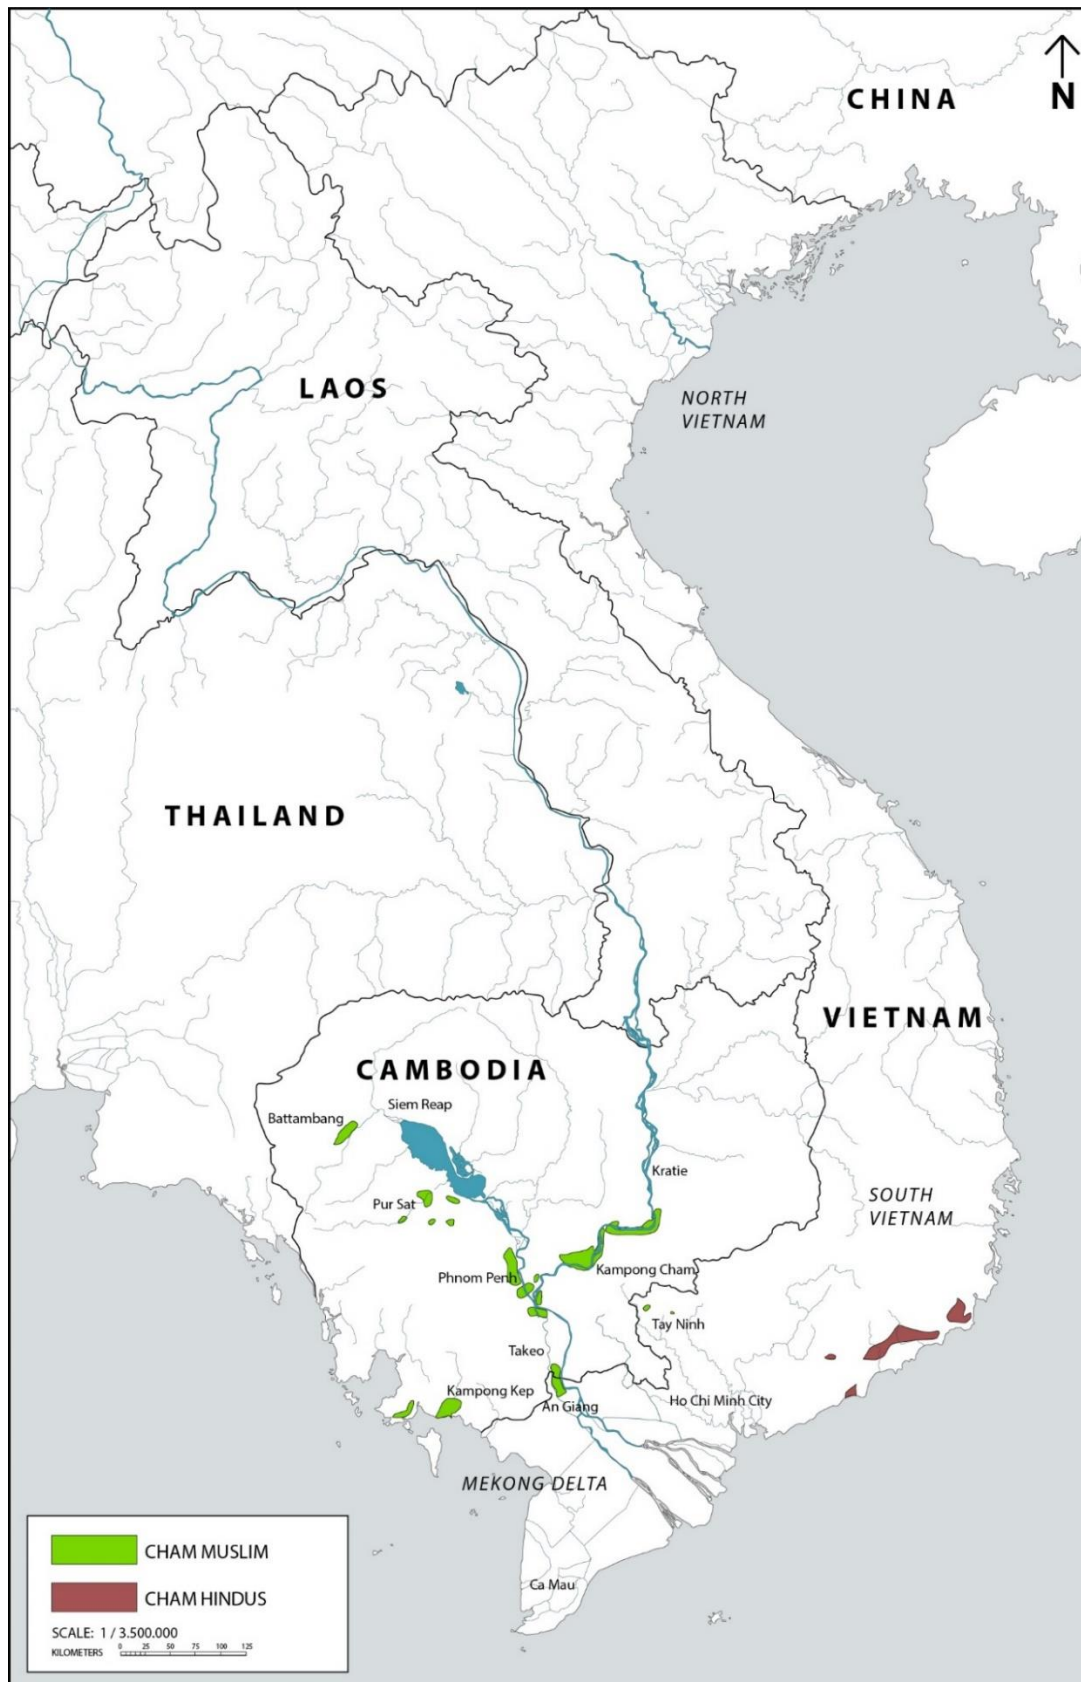 CHINA
N
LAOS
NORTH
VIETNAM
THAILAND
VIETNAM
CAMBODIA
Siem Reap
Battambang
Kratie
Pur Sat
SOUTH
VIETNAM
Kampong Cham
Phnom Penh
Tay Ninh
Takeo
Kampong Kep
An Giang
Ho Chi Minh City
MEKONG DELTA
Ca Mau
CHAM MUSLIM
CHAM HINDUS
SCALE: 1 / 3.500.000
KILOMETERS 0 25 50 75 100 125